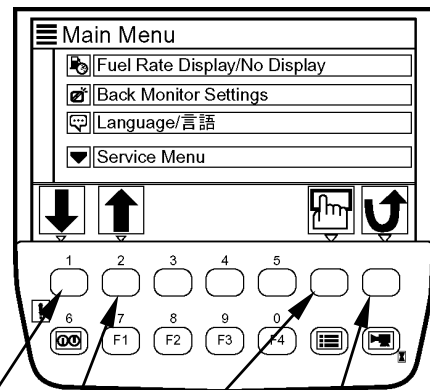 Main Menu
Fuel Rate Display/No Display
Back Monitor Settings
Language/言語
Service Menu
1 2 3 4 5
6 7 8 9 0
F1 F2 F3 F4